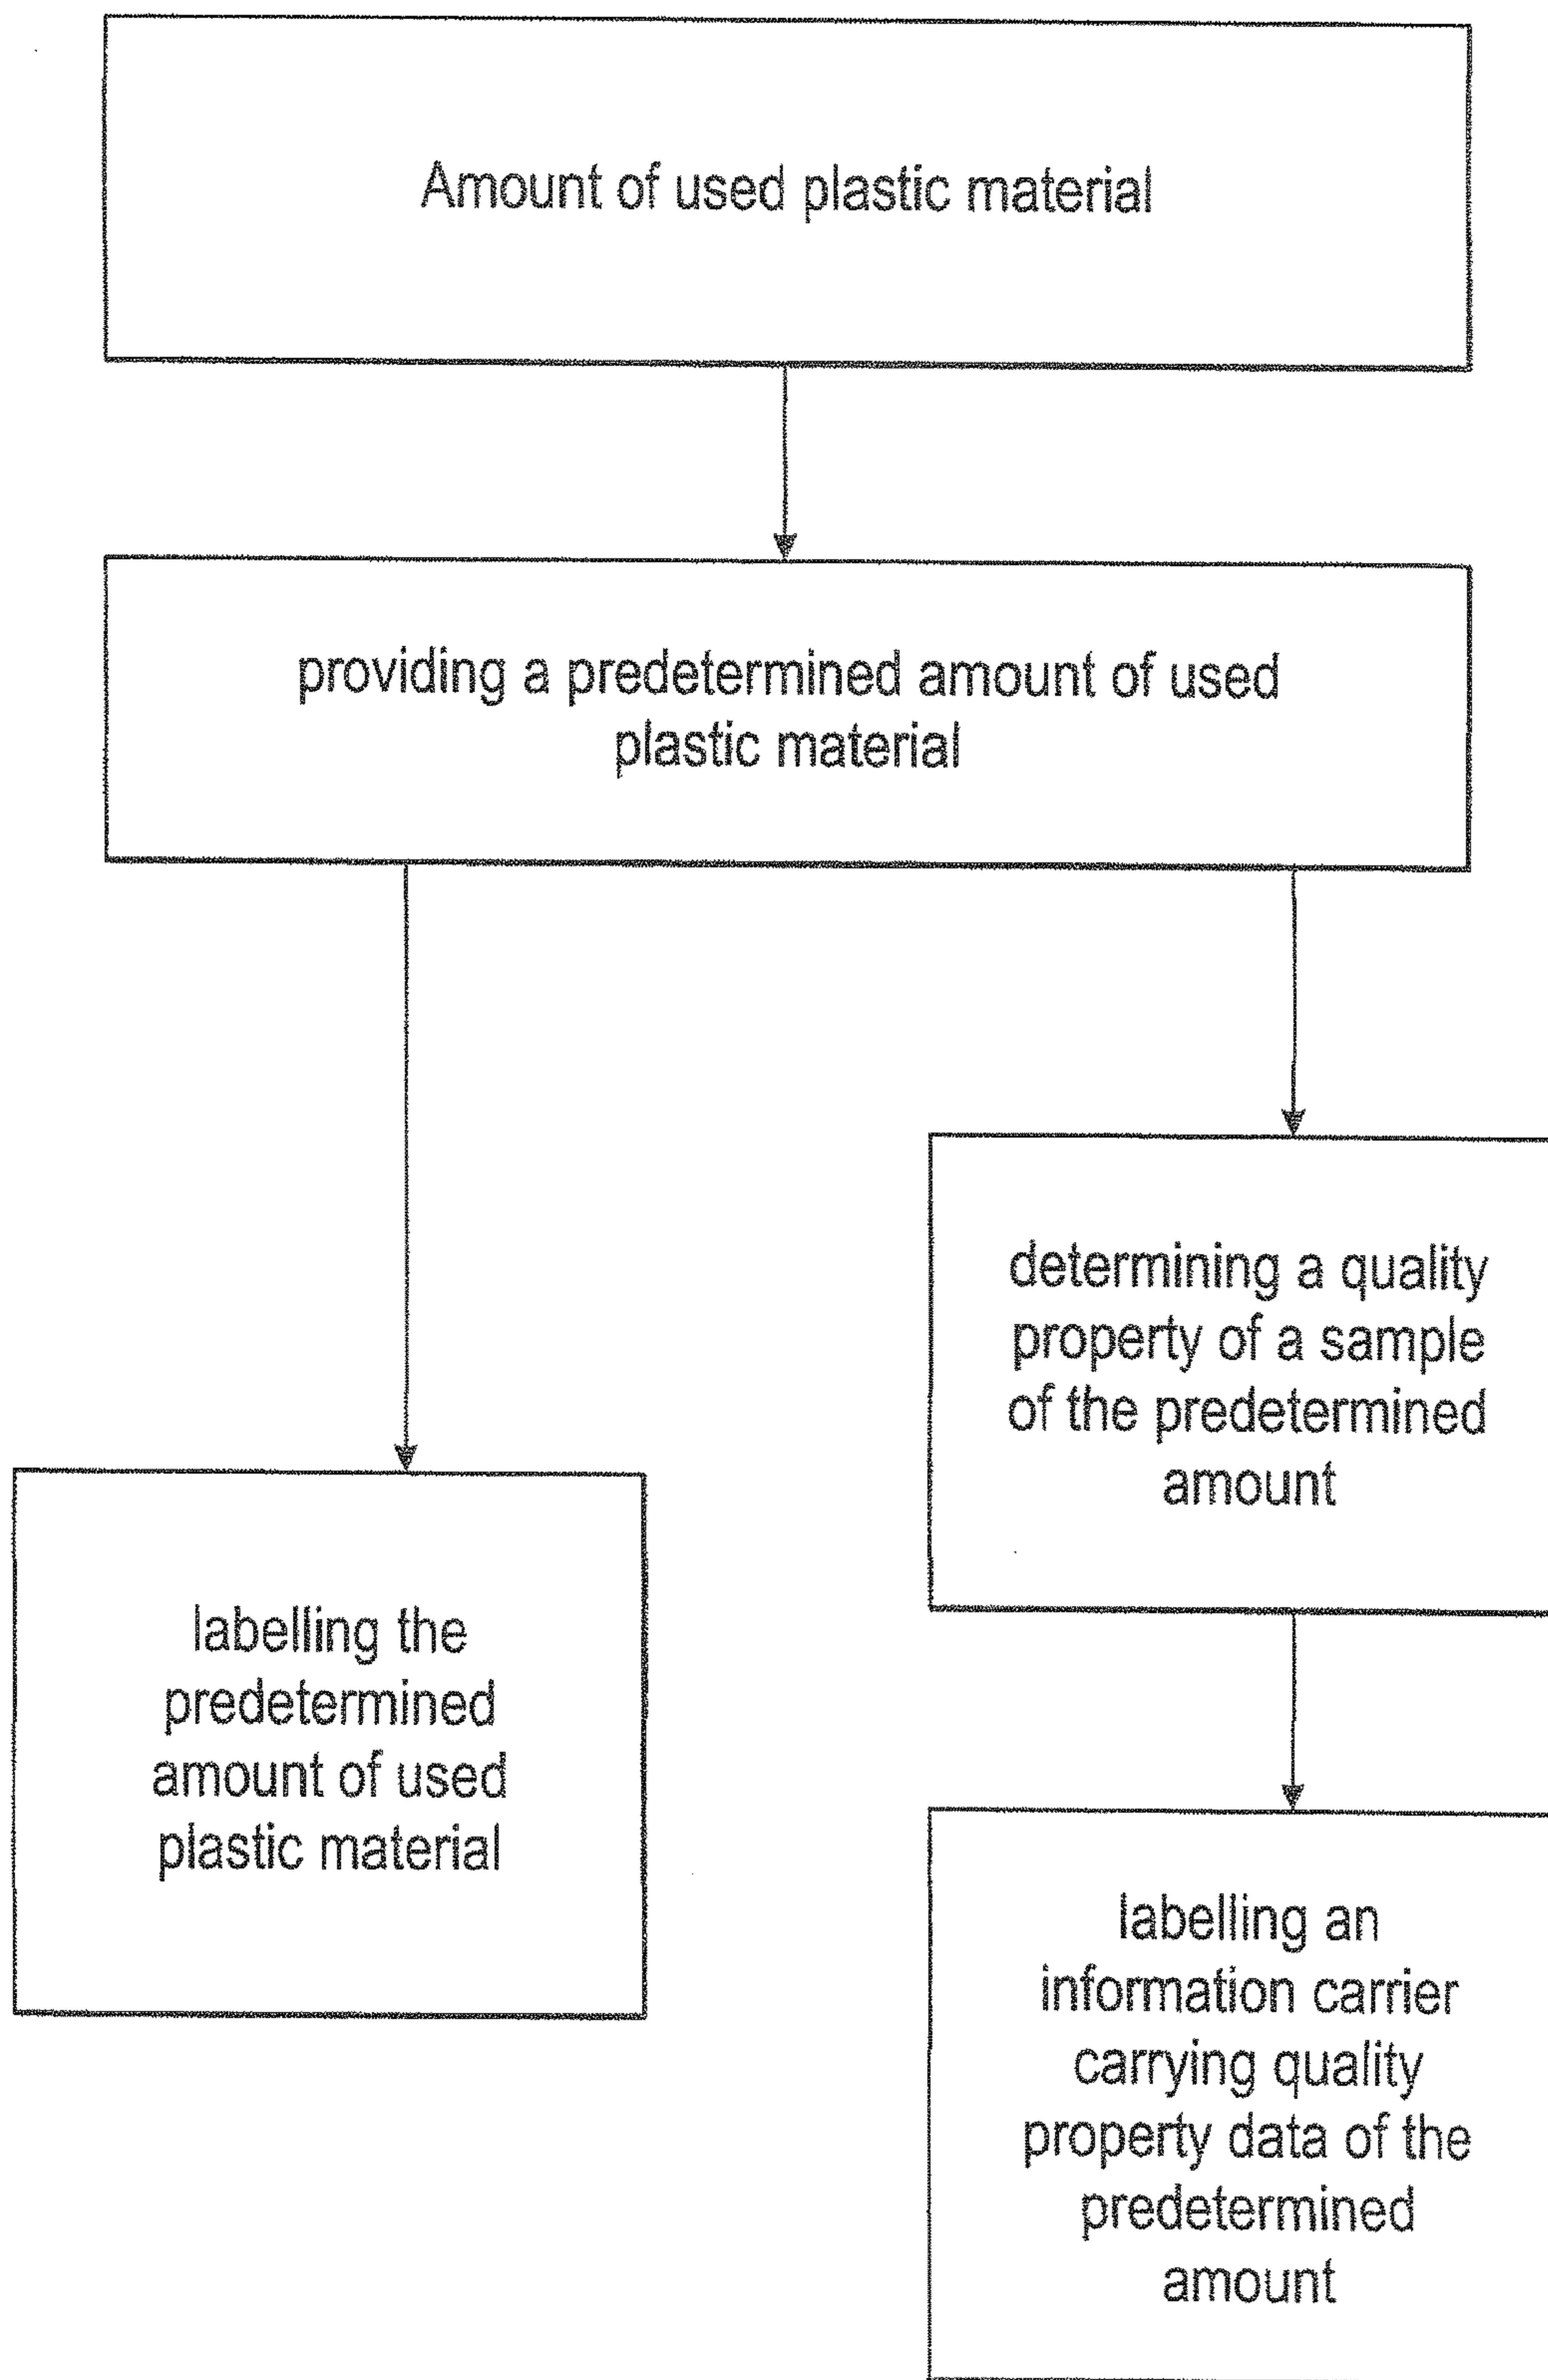 Amount of used plastic material
providing a predetermined amount of used
plastic material
determining a quality
property of a sample
of the predetermined
amount
labelling the
predetermined
amount of used
plastic material
labelling an
information carrier
carrying quality
property data of the
predetermined
amount